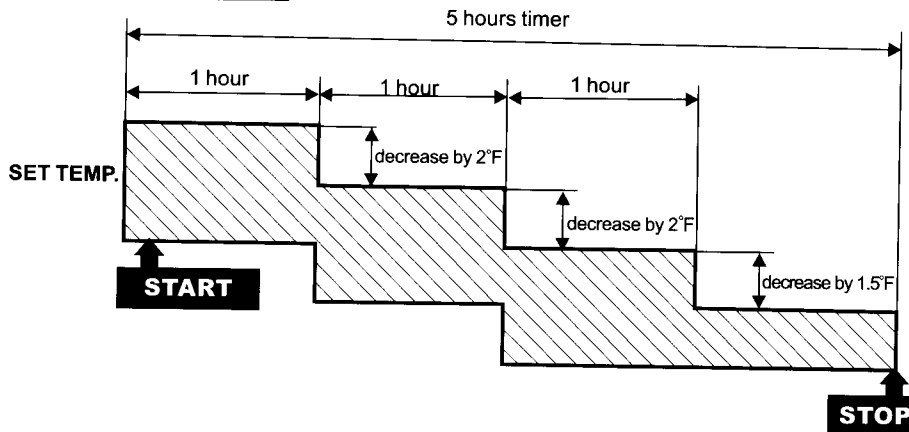 5 hours timer
1 hour
1 hour
1 hour
decrease by 2°F
SET TEMP.
decrease by 2°F
decrease by 1.5°F
START
STOP